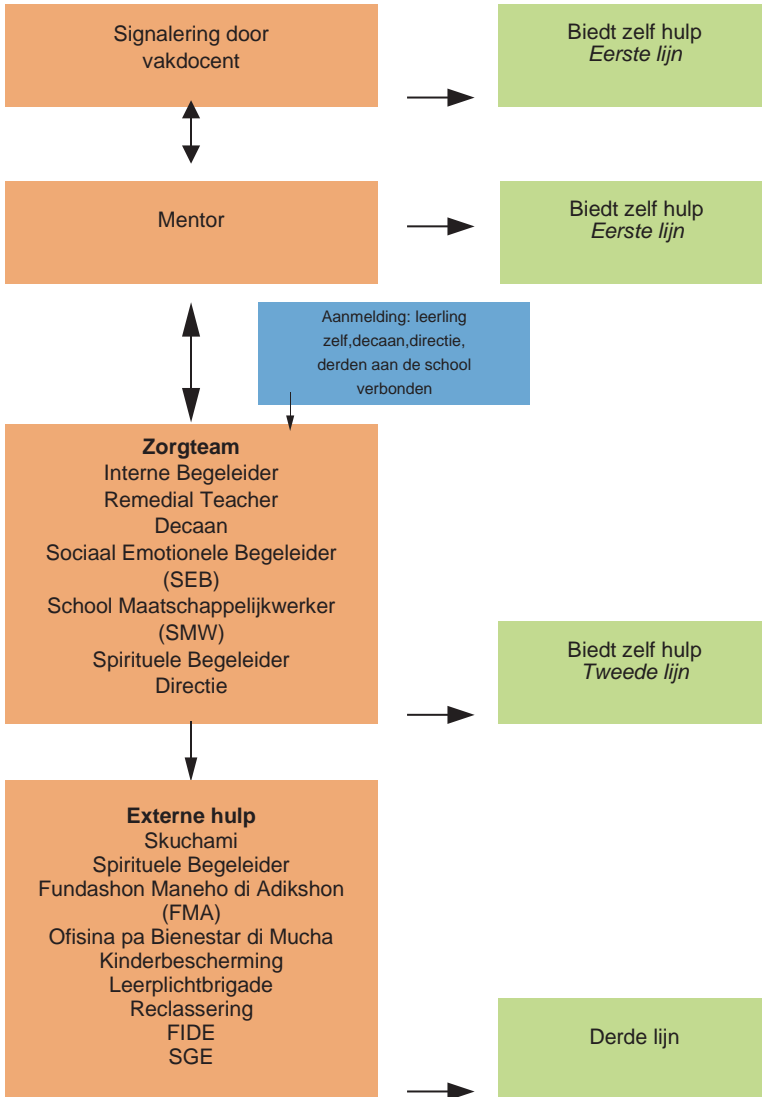 Signalering door
vakdocent
Biedt zelf hulp
Eerste lijn
Mentor
Biedt zelf hulp
Eerste lijn
Aanmelding: leerling
zelf,decaan,directie,
derden aan de school
verbonden
Zorgteam
Interne Begeleider
Remedial Teacher
Decaan
Sociaal Emotionele Begeleider
(SEB)
School Maatschappelijkwerker
(SMW)
Spirituele Begeleider
Directie
Biedt zelf hulp
Tweede lijn
Externe hulp
Skuchami
Spirituele Begeleider
Fundashon Maneho di Adikshon
(FMA)
Ofisina pa Bienestar di Mucha
Kinderbescherming
Leerplichtbrigade
Reclassering
FIDE
SGE
Derde lijn